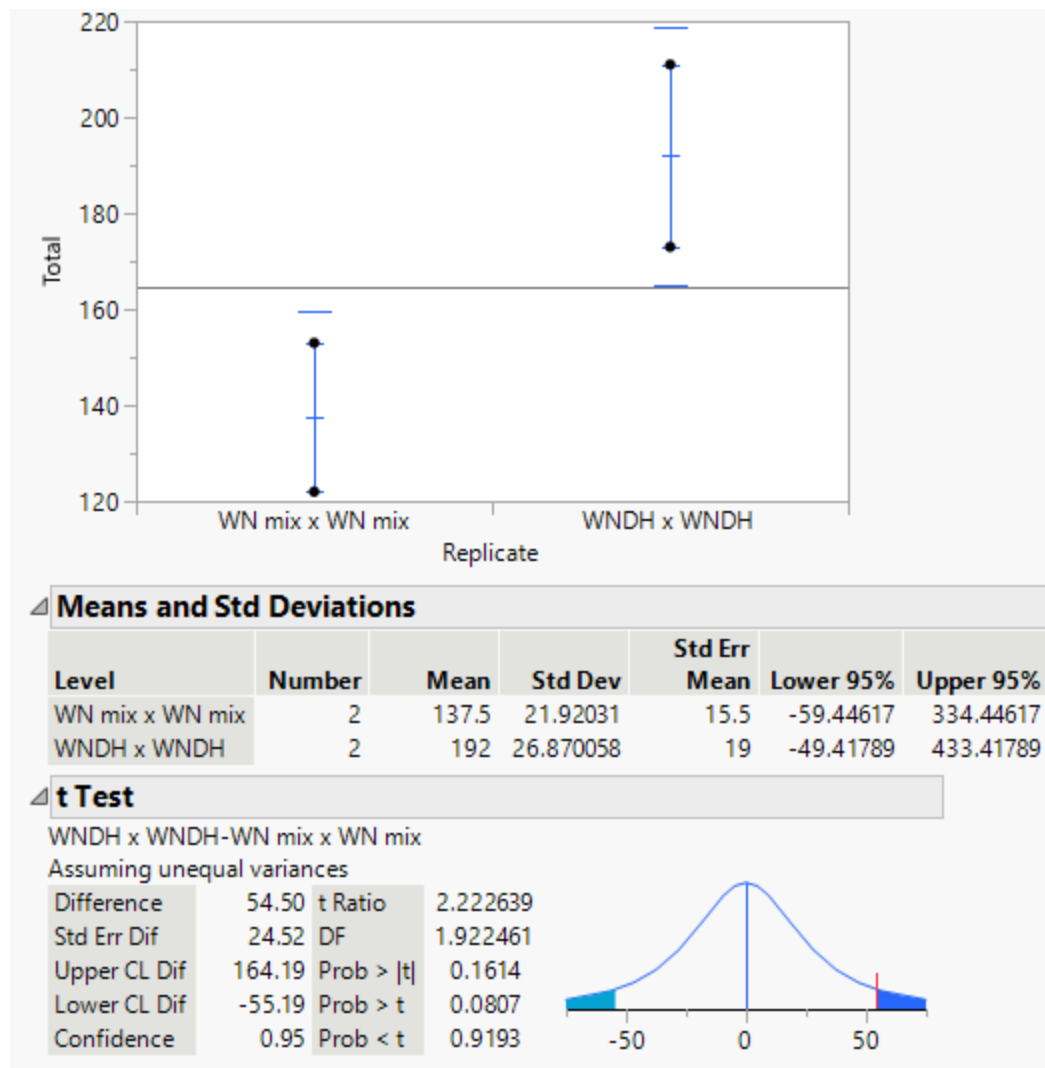 220
200
180
160
140
120
Total
WN mix x WN mix WNDH x WNDH
Replicate
Means and Std Deviations
Std Err
Level Number Mean Std Dev Mean Lower 95% Upper 95%
WN mix x WN mix 2 137.5 21.92031 15.5 -59.44617 334.44617
WNDH x WNDH 2 192 26.870058 19 -49.41789 433.41789
t Test
WNDH x WNDH-WN mix x WN mix
Assuming unequal variances
Difference 54.50 t Ratio 2.222639
Std Err Dif 24.52 DF 1.922461
Upper CL Dif 164.19 Prob > |t| 0.1614
Lower CL Dif -55.19 Prob > t 0.0807
Confidence 0.95 Prob < t 0.9193
-50 0 50